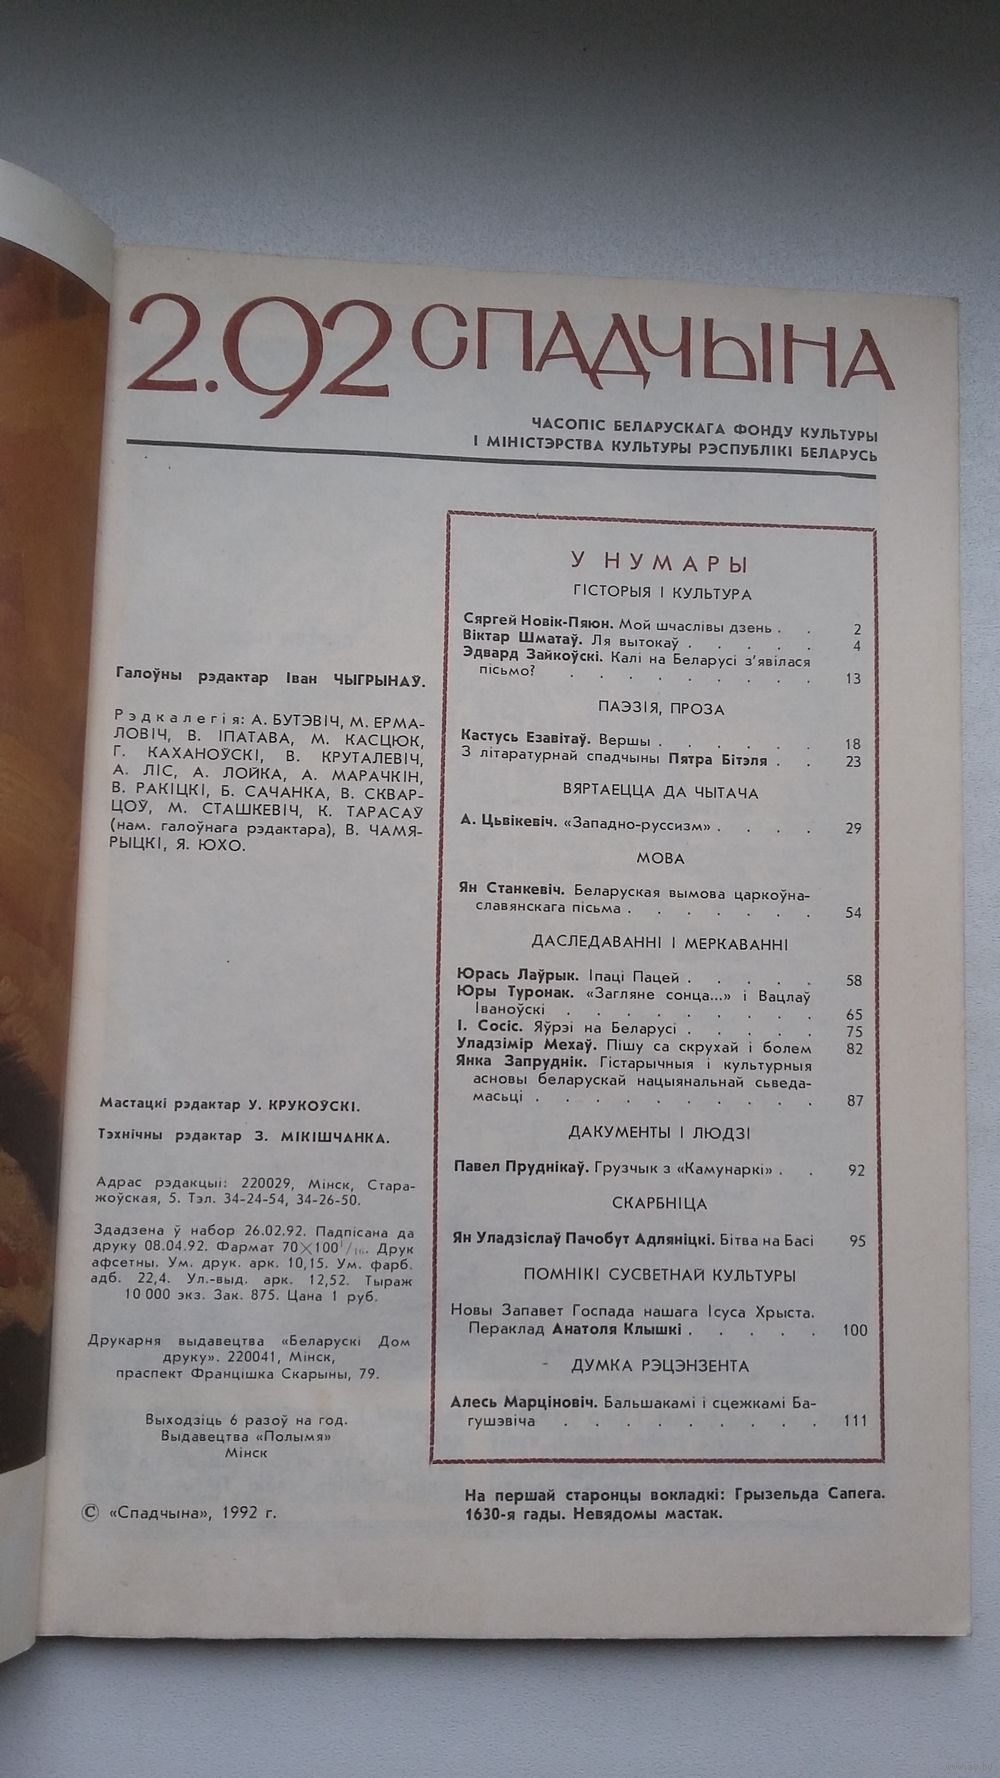 2.92 СПАДЧЫНА
ЧАСОПІС БЕЛАРУСКАГА ФОНДУ КУЛЬТУРЫ
І МІНІСТЭРСТВА КУЛЬТУРЫ РЭСПУБЛІКІ БЕЛАРУСЬ
Галоўны рэдактар Іван ЧЫГРЫНАЎ.
Рэдкалегія: А. БУТЭВІЧ, М. ЕРМА-
ЛОВІЧ, В. ІПАТАВА, М. КАСЦЮК,
Г. КАХАНОЎСКІ, В. КРУТАЛЕВІЧ,
А. ЛІС, А. ЛОЙКА, А. МАРАЧКІН,
В. РАКІЦКІ, Б. САЧАНКА, В. СКВАР-
ЦОЎ, М. СТАШКЕВІЧ, К. ТАРАСАЎ
(нам. галоўнага рэдактара), В. ЧАМЯ-
РЫЦКІ, Я. ЮХО.
Мастацкі рэдактар У. КРУКОЎСКІ.
Тэхнічны рэдактар З. МІКІШЧАНКА.
Адрас рэдакцыі: 220029, Мінск, Стара-
жоўская, 5. Тэл. 34-24-54, 34-26-50.
Здадзена ў набор 26.02.92. Падпісана да
друку 08.04.92. Фармат 70×100 1/16. Друк
афсетны. Ум. друк. арк. 10,15. Ум. фарб.
адб. 22,4. Ул.-выд. арк. 12,52. Тыраж
10 000 экз. Зак. 875. Цана 1 руб.
Друкарня выдавецтва «Беларускі Дом
друку». 220041, Мінск,
праспект Францішка Скарыны, 79.
Выходзіць 6 разоў на год.
Выдавецтва «Полымя»
Мінск
© «Спадчына», 1992 г.
У НУМАРЫ
ГІСТОРЫЯ І КУЛЬТУРА
Сяргей Новік-Пяюн. Мой шчаслівы дзень . . 2
Віктар Шматаў. Ля вытокаў . . . . . 4
Эдвард Зайкоўскі. Калі на Беларусі з'явілася
пісьмо? . . . . . . . . 13
ПАЭЗІЯ, ПРОЗА
Кастусь Езавітаў. Вершы . . . . . . 18
З літаратурнай спадчыны Пятра Бітэля . . 23
ВЯРТАЕЦЦА ДА ЧЫТАЧА
А. Цьвікевіч. «Западно-руссизм» . . . . 29
МОВА
Ян Станкевіч. Беларуская вымова царкоўна-
славянскага пісьма . . . . . . . 54
ДАСЛЕДАВАННІ І МЕРКАВАННІ
Юрась Лаўрык. Іпаці Пацей . . . . . 58
Юры Туронак. «Загляне сонца...» і Вацлаў
Іваноўскі . . . . . . . . 65
І. Сосіс. Яўрэі на Беларусі . . . . . 75
Уладзімір Мехаў. Пішу са скрухай і болем 82
Янка Запруднік. Гістарычныя і культурныя
асновы беларускай нацыянальнай сьведа-
масьці . . . . . . . . . 87
ДАКУМЕНТЫ І ЛЮДЗІ
Павел Пруднікаў. Грузчык з «Камунаркі» . . 92
СКАРБНІЦА
Ян Уладзіслаў Пачобут Адляніцкі. Бітва на Басі 95
ПОМНІКІ СУСВЕТНАЙ КУЛЬТУРЫ
Новы Запавет Госпада нашага Ісуса Хрыста.
Пераклад Анатоля Клышкі . . . . . 100
ДУМКА РЭЦЭНЗЕНТА
Алесь Марціновіч. Бальшакамі і сцежкамі Ба-
гушэвіча . . . . . . . . . 111
На першай старонцы вокладкі: Грызельда Сапега.
1630-я гады. Невядомы мастак.